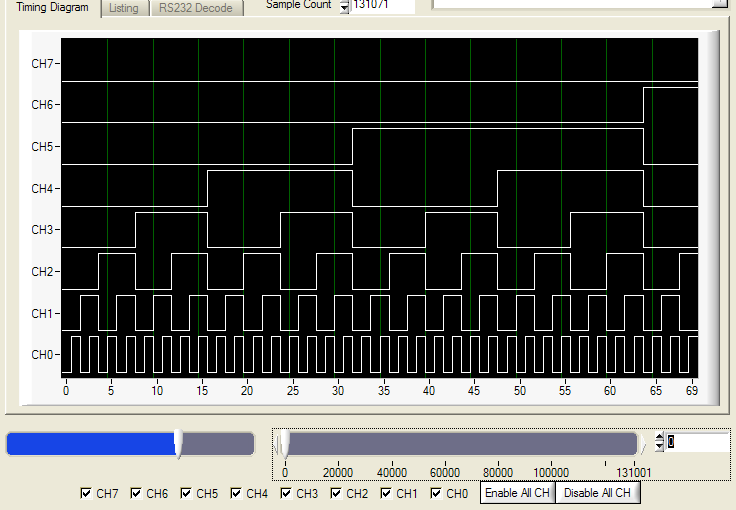 Timing Diagram Listing RS232 Decode Sample Count 131071
CH7
CH6
CH5
CH4
CH3
CH2
CH1
CH0
0 5 10 15 20 25 30 35 40 45 50 55 60 65 69
0
0 20000 40000 60000 80000 100000 131001
CH7 CH6 CH5 CH4 CH3 CH2 CH1 CH0 Enable All CH Disable All CH